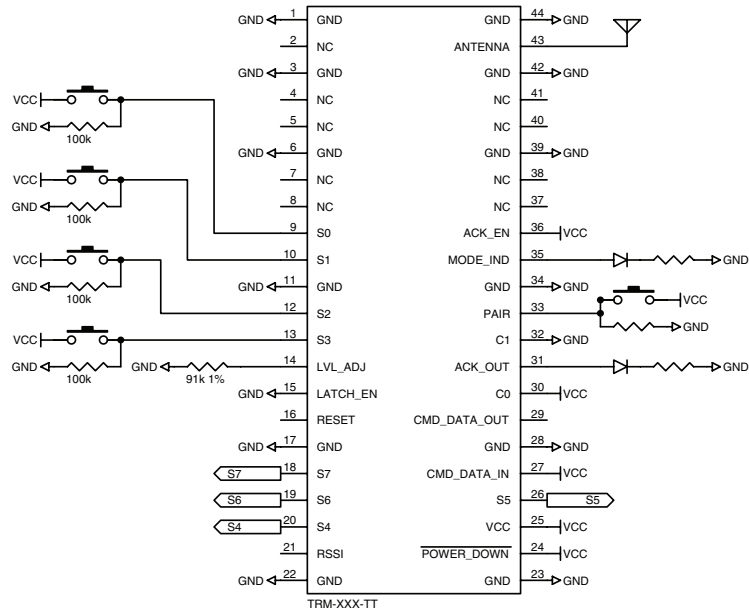 GND 1 GND
2 NC
GND 3 GND
4 NC
5 NC
GND 6 GND
7 NC
8 NC
9 S0
10 S1
GND 11 GND
12 S2
13 S3
GND 91k 1% 14 LVL_ADJ
GND 15 LATCH_EN
16 RESET
GND 17 GND
S7 18 S7
S6 19 S6
S4 20 S4
21 RSSI
GND 22 GND
VCC
GND
100k
VCC
GND
100k
VCC
GND
100k
VCC
GND
100k
GND 44 GND
ANTENNA 43
GND 42 GND
NC 41
NC 40
GND 39 GND
NC 38
NC 37
ACK_EN 36 VCC
MODE_IND 35 GND
GND 34 GND
PAIR 33
VCC
GND
C1 32 GND
ACK_OUT 31 GND
C0 30 VCC
CMD_DATA_OUT 29
GND 28 GND
CMD_DATA_IN 27 VCC
S5 26 S5
VCC 25 VCC
POWER_DOWN 24 VCC
GND 23 GND
TRM-XXX-TT